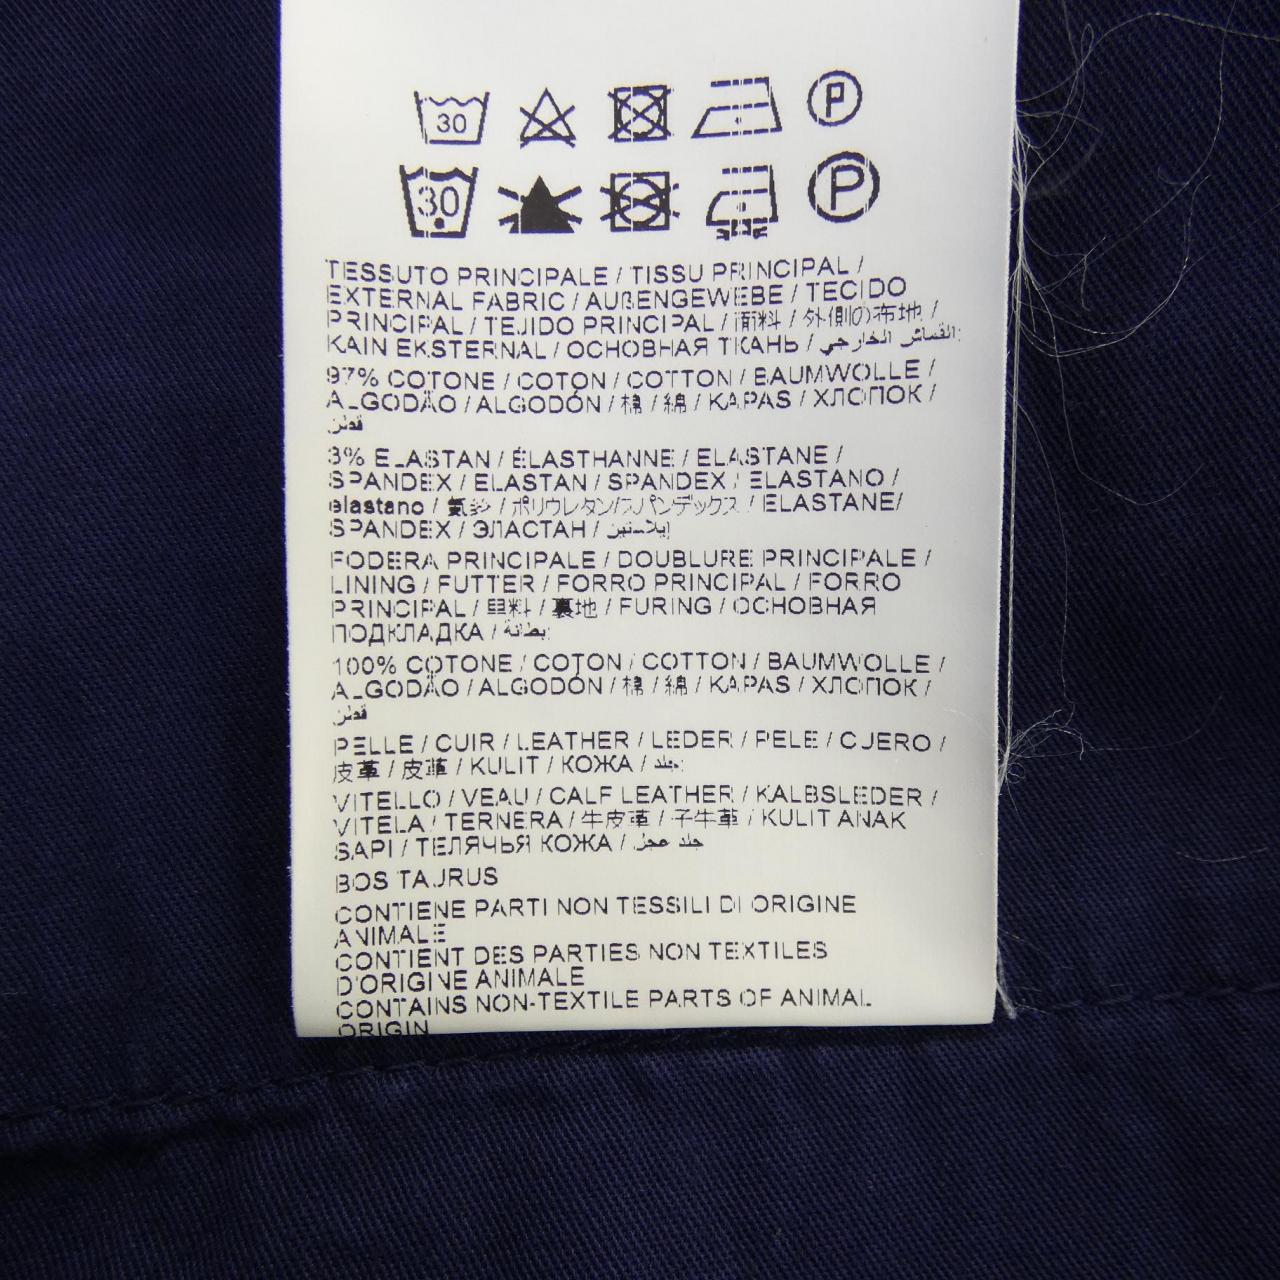 30 P
30 P
TESSUTO PRINCIPALE / TISSU PRINCIPAL /
EXTERNAL FABRIC / AUßENGEWEBE / TECIDO
PRINCIPAL / TEJIDO PRINCIPAL / 面料 / 外側の布地 /
KAIN EKSTERNAL / ОСНОВНАЯ ТКАНЬ / القماش الخارجي:
97% COTONE / COTON / COTTON / BAUMWOLLE /
ALGODÃO / ALGODÓN / 棉 / 綿 / KAPAS / ХЛОПОК /
قطن
3% ELASTAN / ÉLASTHANNE / ELASTANE /
SPANDEX / ELASTAN / SPANDEX / ELASTANO /
elastano / 氨纶 / ポリウレタン/スパンデックス / ELASTANE/
SPANDEX / ЭЛАСТАН / إيلاستين
FODERA PRINCIPALE / DOUBLURE PRINCIPALE /
LINING / FUTTER / FORRO PRINCIPAL / FORRO
PRINCIPAL / 里料 / 裏地 / FURING / ОСНОВНАЯ
ПОДКЛАДКА / بطانة:
100% COTONE / COTON / COTTON / BAUMWOLLE /
ALGODÃO / ALGODÓN / 棉 / 綿 / KAPAS / ХЛОПОК /
قطن
PELLE / CUIR / LEATHER / LEDER / PELE / CUERO /
皮革 / 皮革 / KULIT / КОЖА / جلد:
VITELLO / VEAU / CALF LEATHER / KALBSLEDER /
VITELA / TERNERA / 牛皮革 / 子牛革 / KULIT ANAK
SAPI / ТЕЛЯЧЬЯ КОЖА / جلد عجل
BOS TAURUS
CONTIENE PARTI NON TESSILI DI ORIGINE
ANIMALE
CONTIENT DES PARTIES NON TEXTILES
D'ORIGINE ANIMALE
CONTAINS NON-TEXTILE PARTS OF ANIMAL
ORIGIN